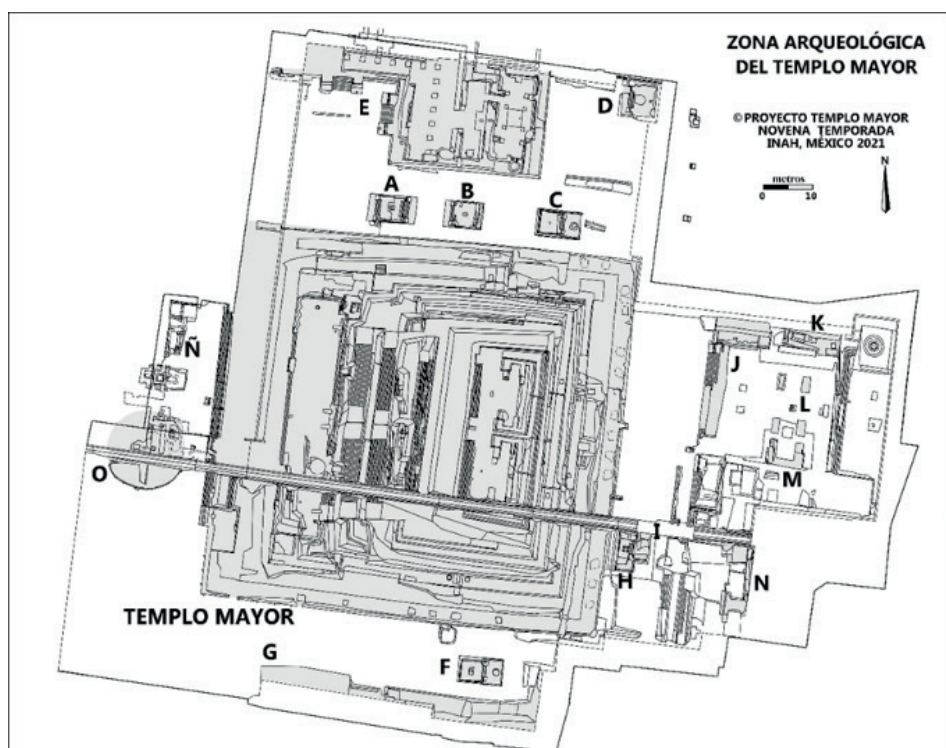 ZONA ARQUEOLÓGICA
DEL TEMPLO MAYOR
©PROYECTO TEMPLO MAYOR
NOVENA TEMPORADA
INAH, MÉXICO 2021
N
metros
0 10
E
D
A
B
C
K
Ñ
J
L
O
M
I
H
N
TEMPLO MAYOR
G
F